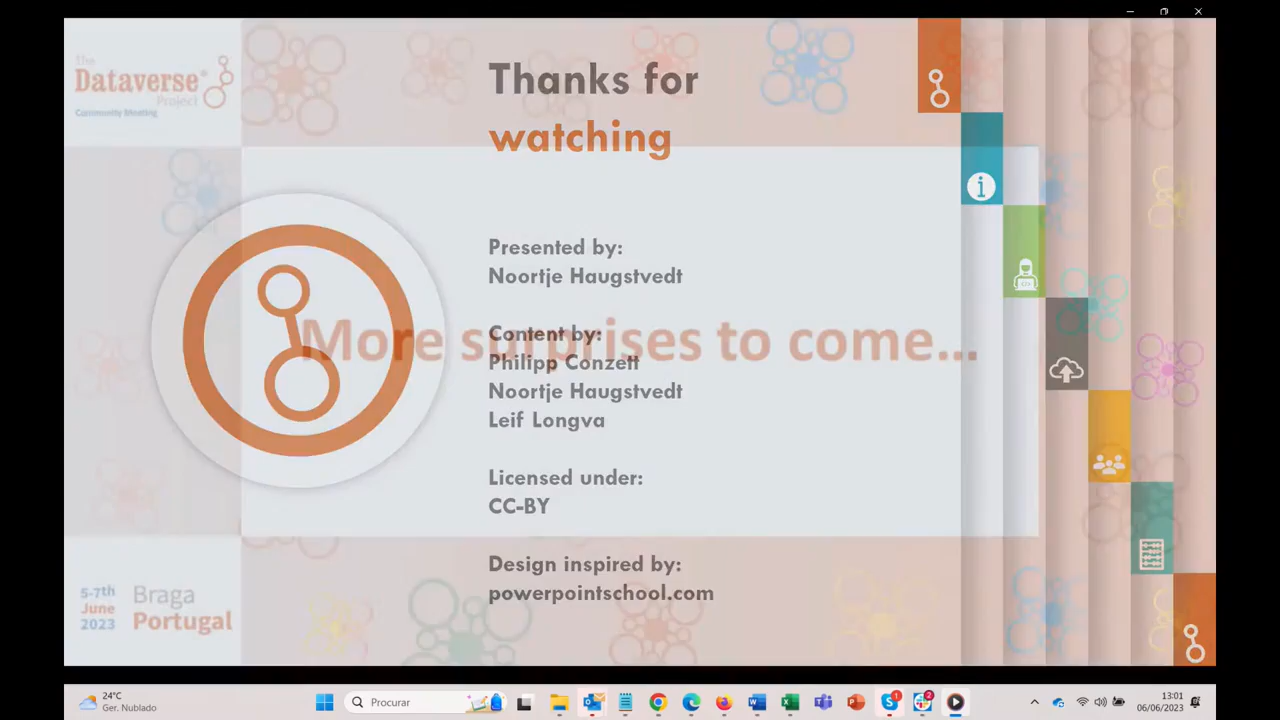 The
Dataverse®
Project
Community Meeting
Thanks for
watching
Presented by:
Noortje Haugstvedt
Content by:
More surprises to come...
Philipp Conzett
Noortje Haugstvedt
Leif Longva
Licensed under:
CC-BY
Design inspired by:
powerpointschool.com
5-7th
June
2023
Braga
Portugal
24°C
Ger. Nublado
Procurar
1
2
13:01
06/06/2023